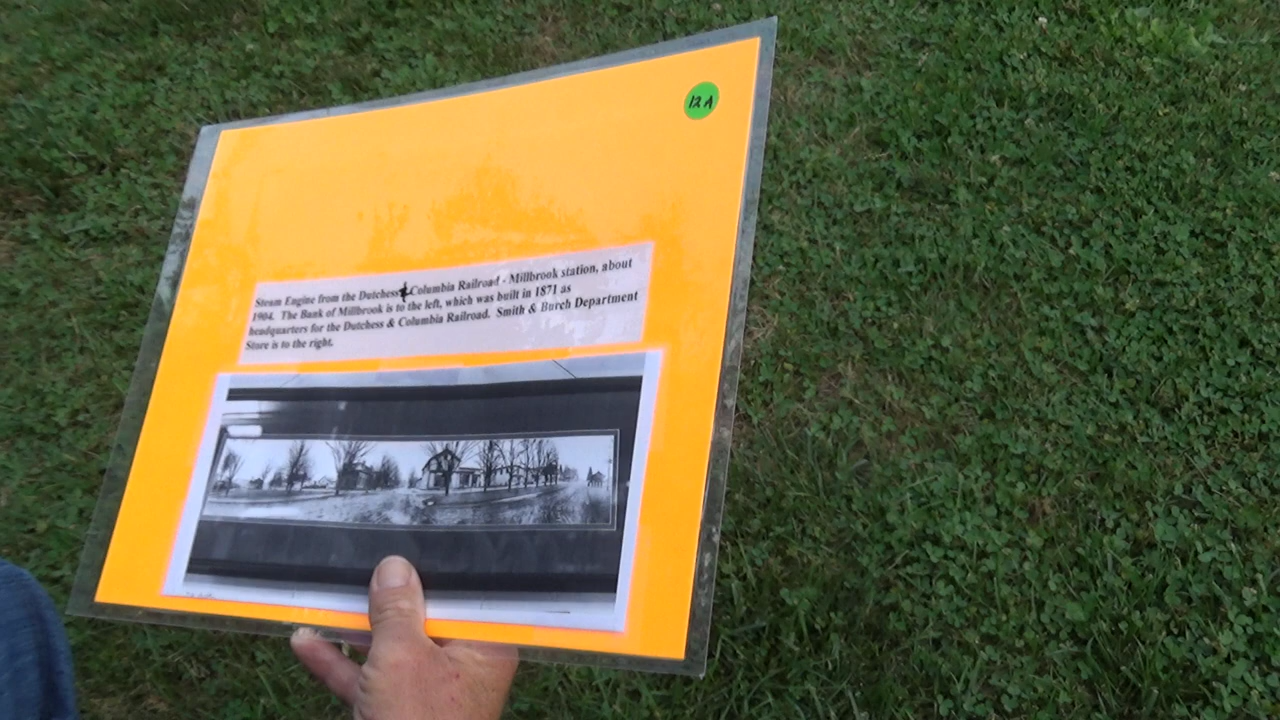 12A
Steam Engine from the Dutchess & Columbia Railroad - Millbrook station, about
1904. The Bank of Millbrook is to the left, which was built in 1871 as
headquarters for the Dutchess & Columbia Railroad. Smith & Burch Department
Store is to the right.